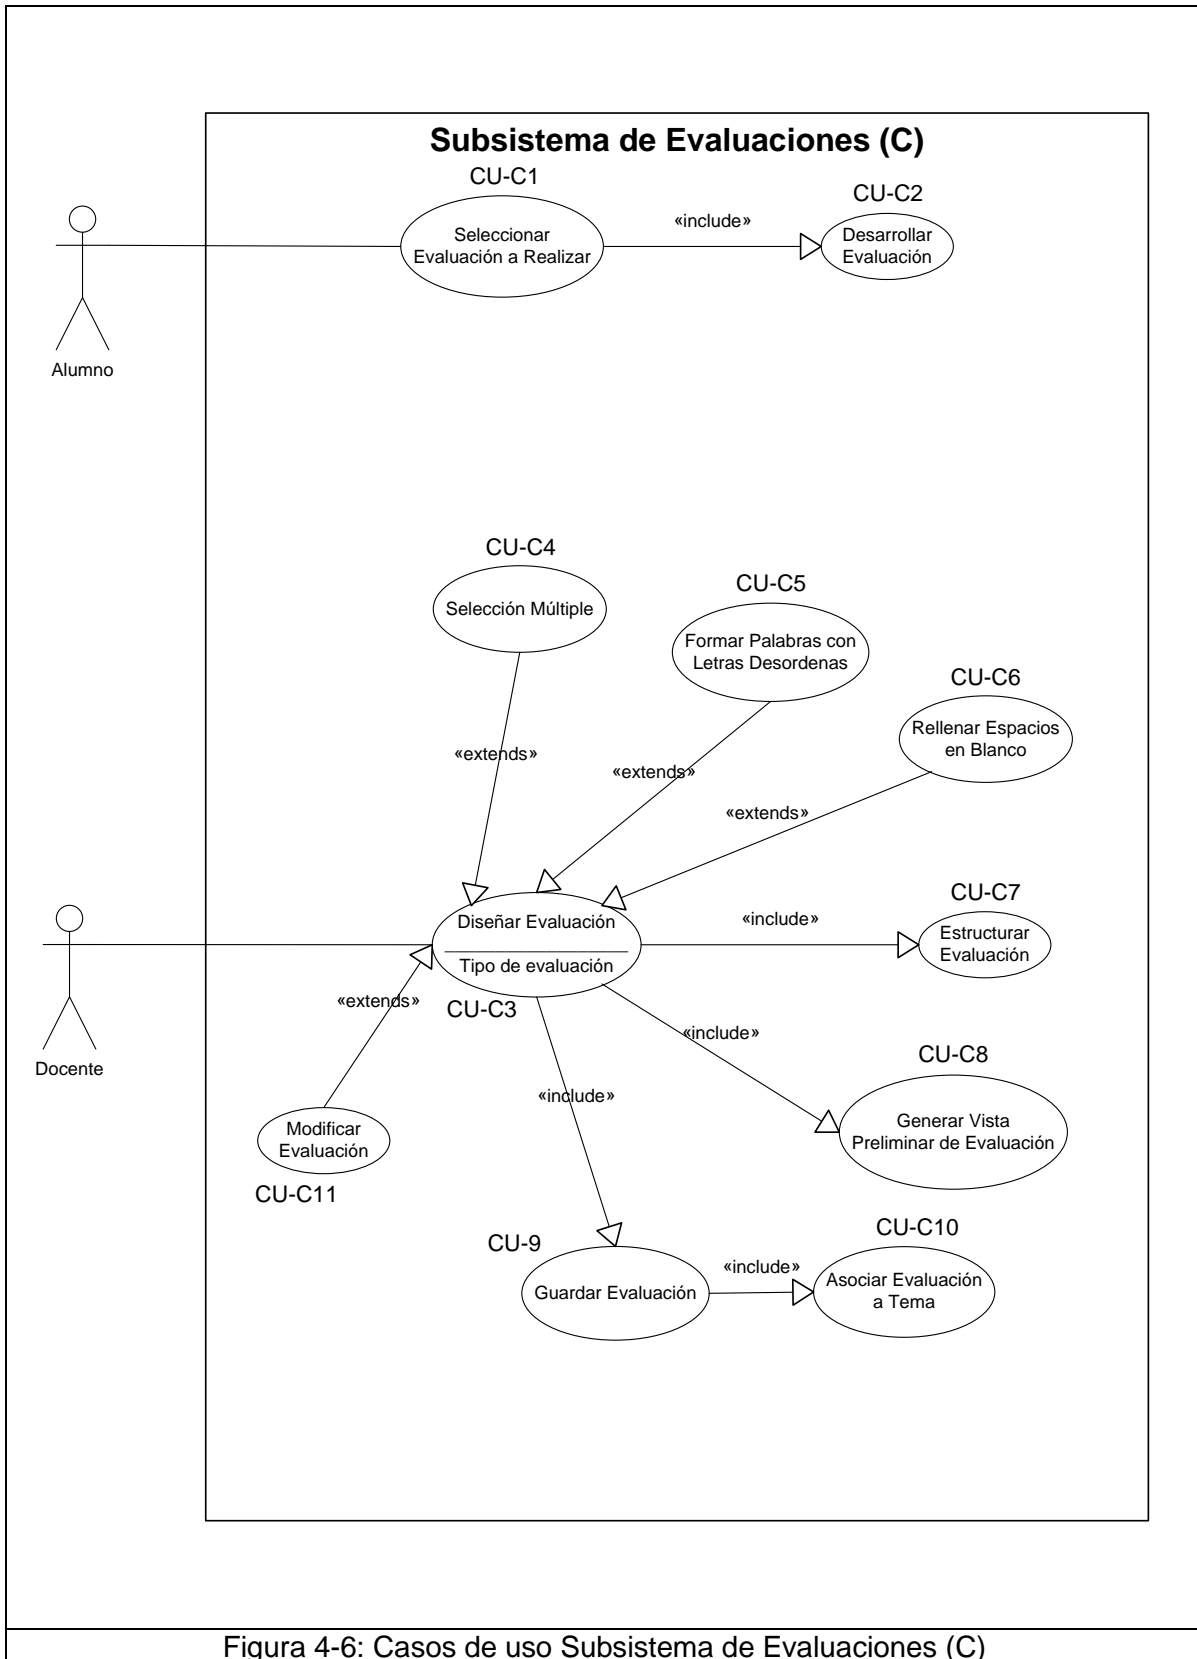 Subsistema de Evaluaciones (C)
CU-C1
CU-C2
Seleccionar
Evaluación a Realizar
«include»
Desarrollar
Evaluación
Alumno
CU-C4
Selección Múltiple
CU-C5
Formar Palabras con
Letras Desordenas
CU-C6
Rellenar Espacios
en Blanco
«extends»
«extends»
«extends»
Diseñar Evaluación
Tipo de evaluación
CU-C3
«include»
CU-C7
Estructurar
Evaluación
Docente
«extends»
«include»
CU-C8
Generar Vista
Preliminar de Evaluación
«include»
Modificar
Evaluación
CU-C11
CU-9
Guardar Evaluación
«include»
CU-C10
Asociar Evaluación
a Tema
Figura 4-6: Casos de uso Subsistema de Evaluaciones (C)